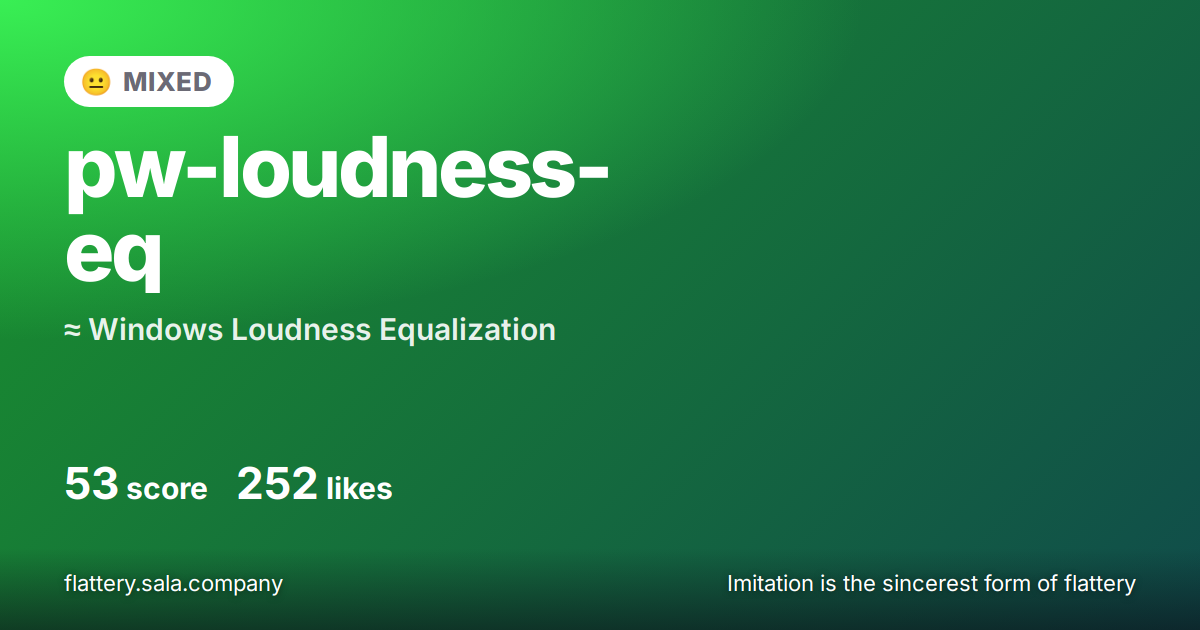 😐 MIXED
pw-loudness-
eq
≈ Windows Loudness Equalization
53 score 252 likes
flattery.sala.company
Imitation is the sincerest form of flattery